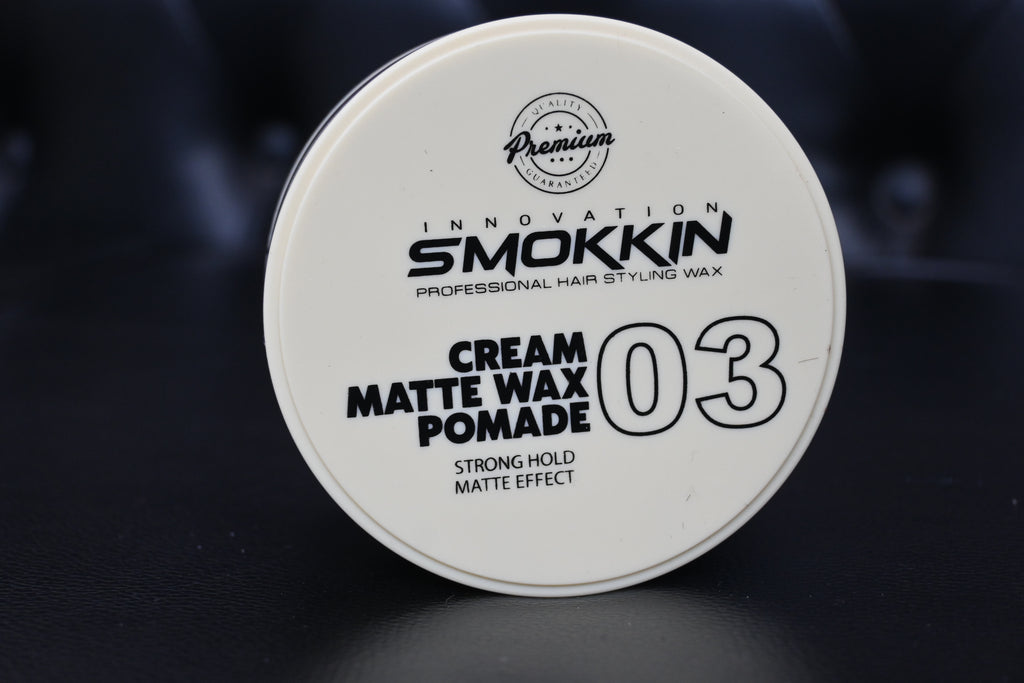 QUALITY
Premium
GUARANTEED
INNOVATION
SMOKKIN
PROFESSIONAL HAIR STYLING WAX
CREAM
MATTE WAX
POMADE
03
STRONG HOLD
MATTE EFFECT